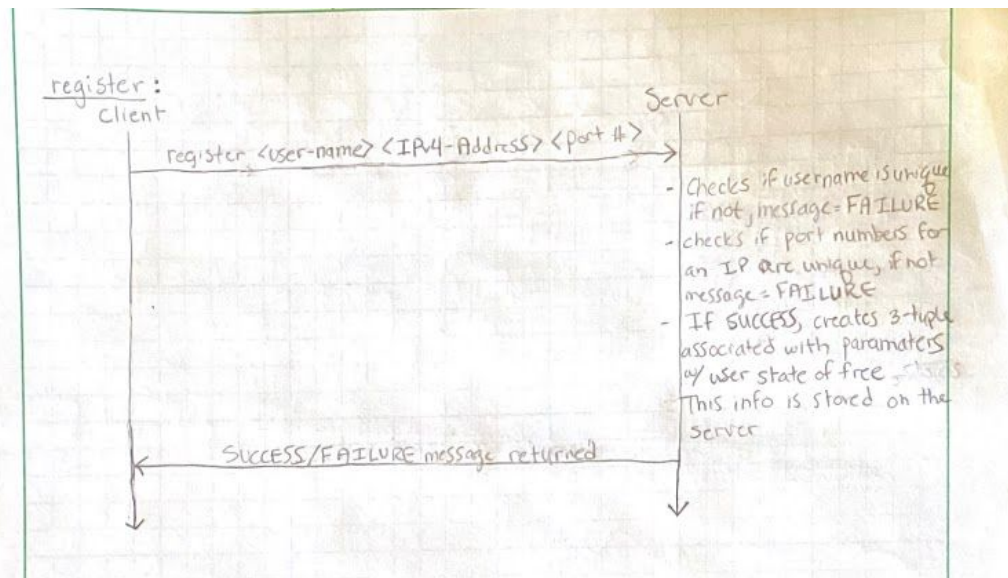 register:
Client
Server
register <user-name> <IPv4-Address> <port #>
- Checks if username is unique
if not, message = FAILURE
- checks if port numbers for
an IP are unique, if not
message = FAILURE
- If SUCCESS, creates 3-tuple
associated with paramaters
w/ user state of free
This info is stored on the
server
SUCCESS/FAILURE message returned